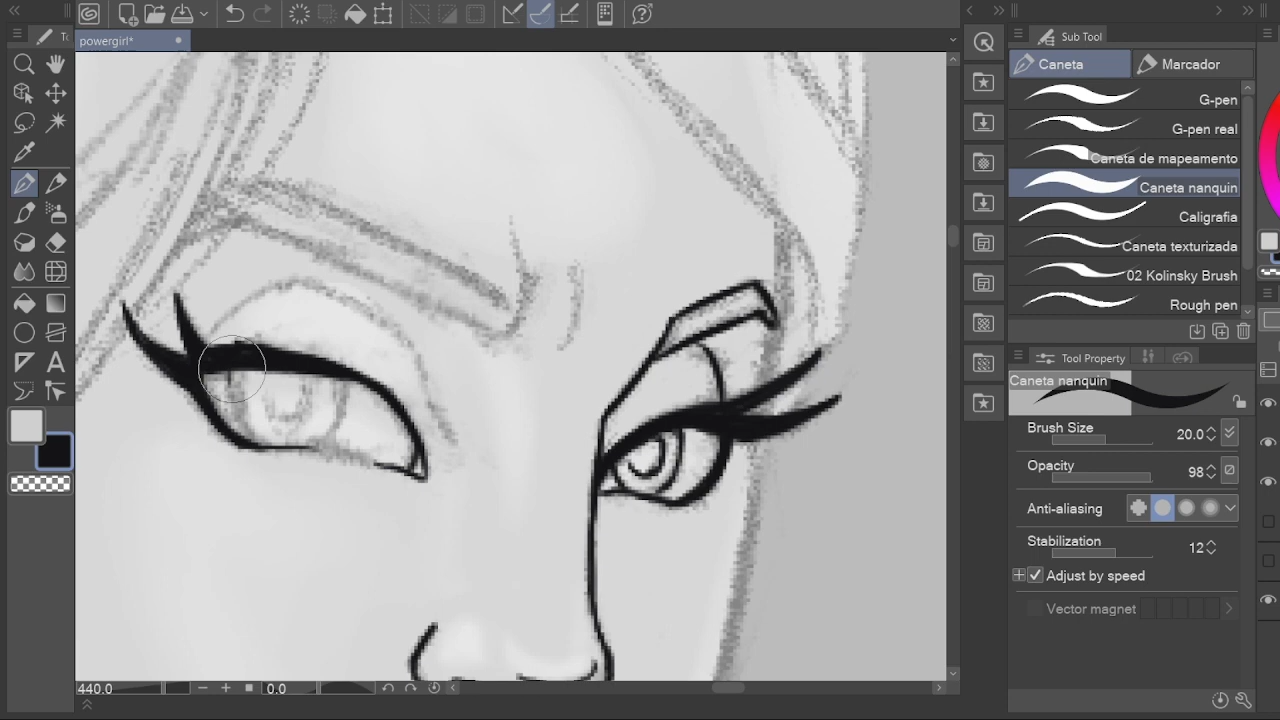 To
powergirl*
Sub Tool
Caneta
Marcador
G-pen
G-pen real
Caneta de mapeamento
Caneta nanquin
Caligrafia
Caneta texturizada
02 Kolinsky Brush
Rough pen
Tool Property
Caneta nanquin
Brush Size 20.0
Opacity 98
Anti-aliasing
Stabilization 12
Adjust by speed
Vector magnet
440.0 0.0